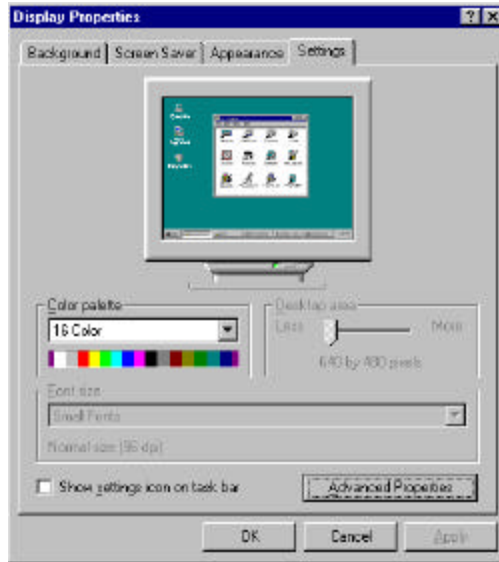 Display Properties
Background Screen Saver Appearance Settings
Color palette
Desktop area
16 Color
Less More
640 by 480 pixels
Font size
Small Fonts
Normal size (96 dpi)
Show settings icon on task bar
Advanced Properties
OK Cancel Apply